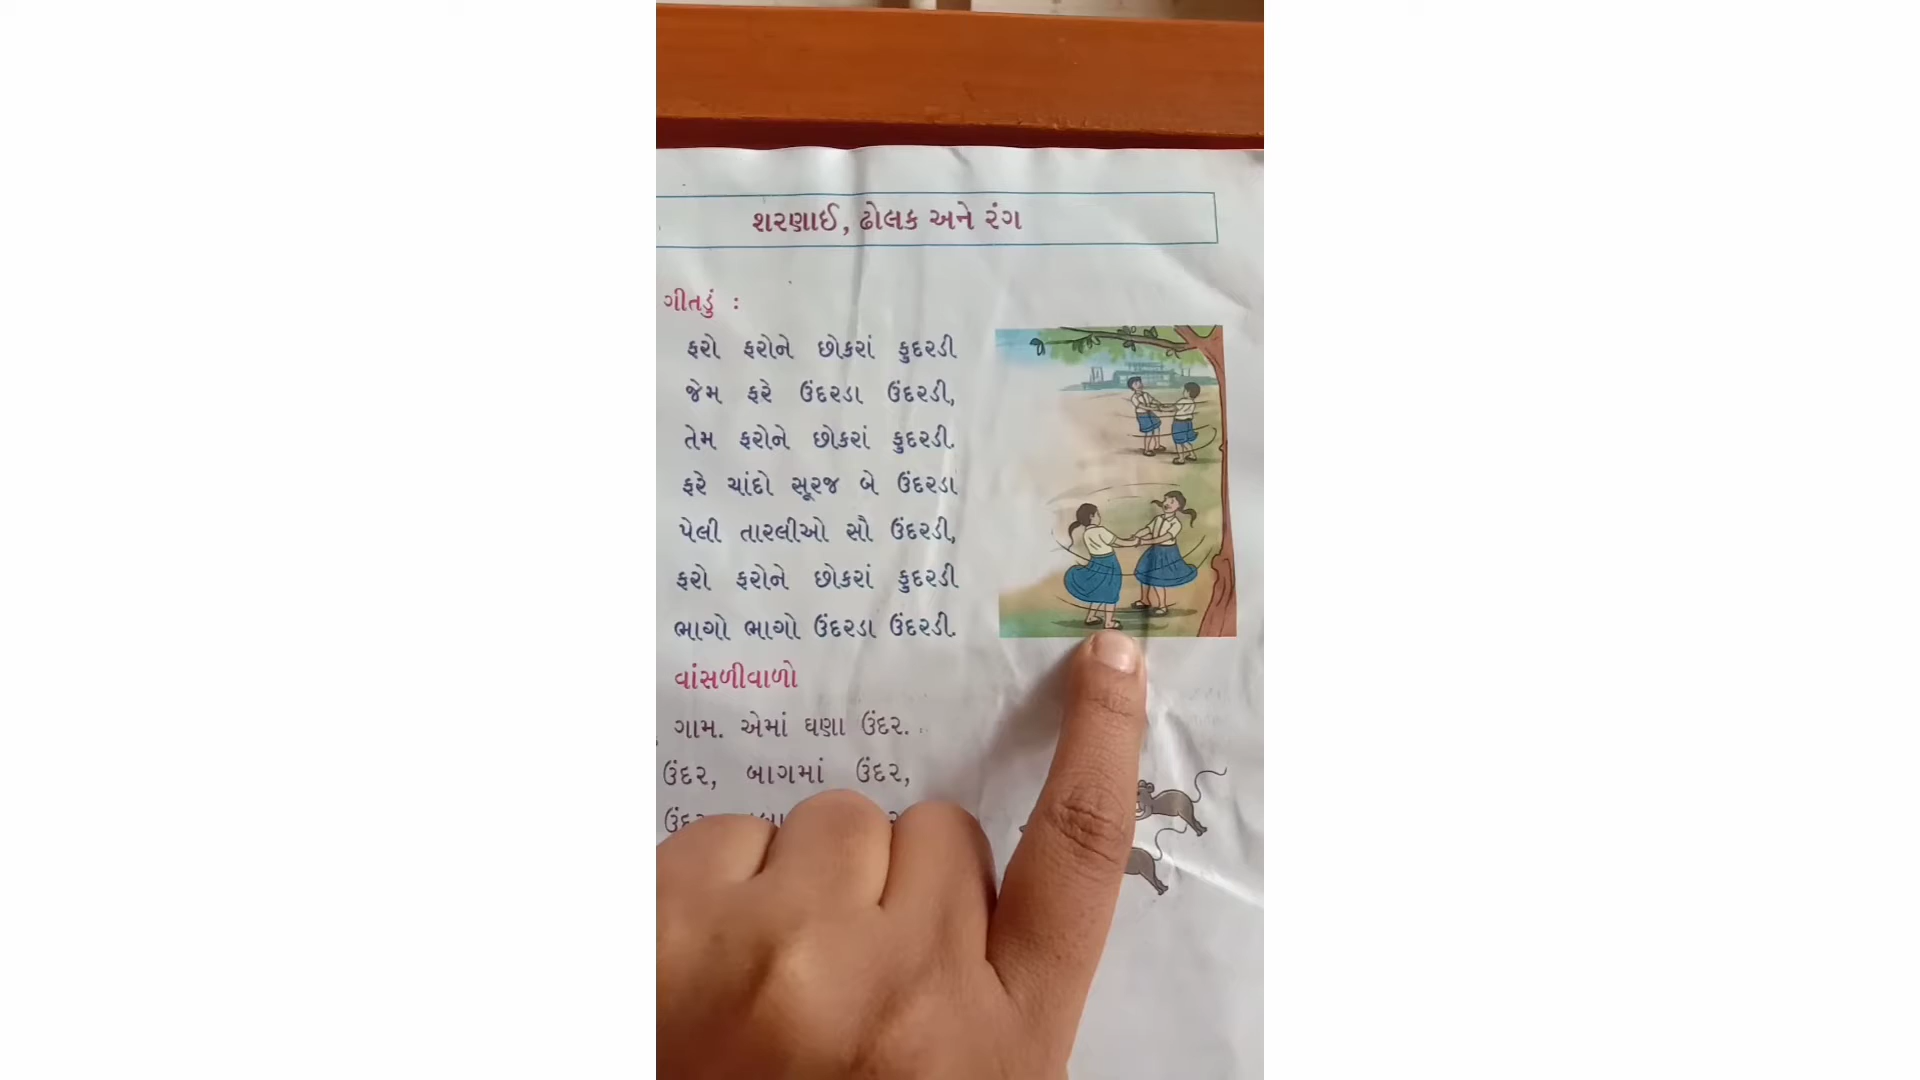 શરણાઈ, ઢોલક અને રંગ
ગીતડું :
ફરો ફરોને છોકરાં ફુદરડી
જેમ ફરે ઉંદરડા ઉંદરડી,
તેમ ફરોને છોકરાં ફુદરડી.
ફરે ચાંદો સૂરજ બે ઉંદરડા
પેલી તારલીઓ સૌ ઉંદરડી,
ફરો ફરોને છોકરાં ફુદરડી
ભાગો ભાગો ઉંદરડા ઉંદરડી.
વાંસળીવાળો
ગામ. એમાં ઘણા ઉંદર.
ઉંદર, બાગમાં ઉંદર,